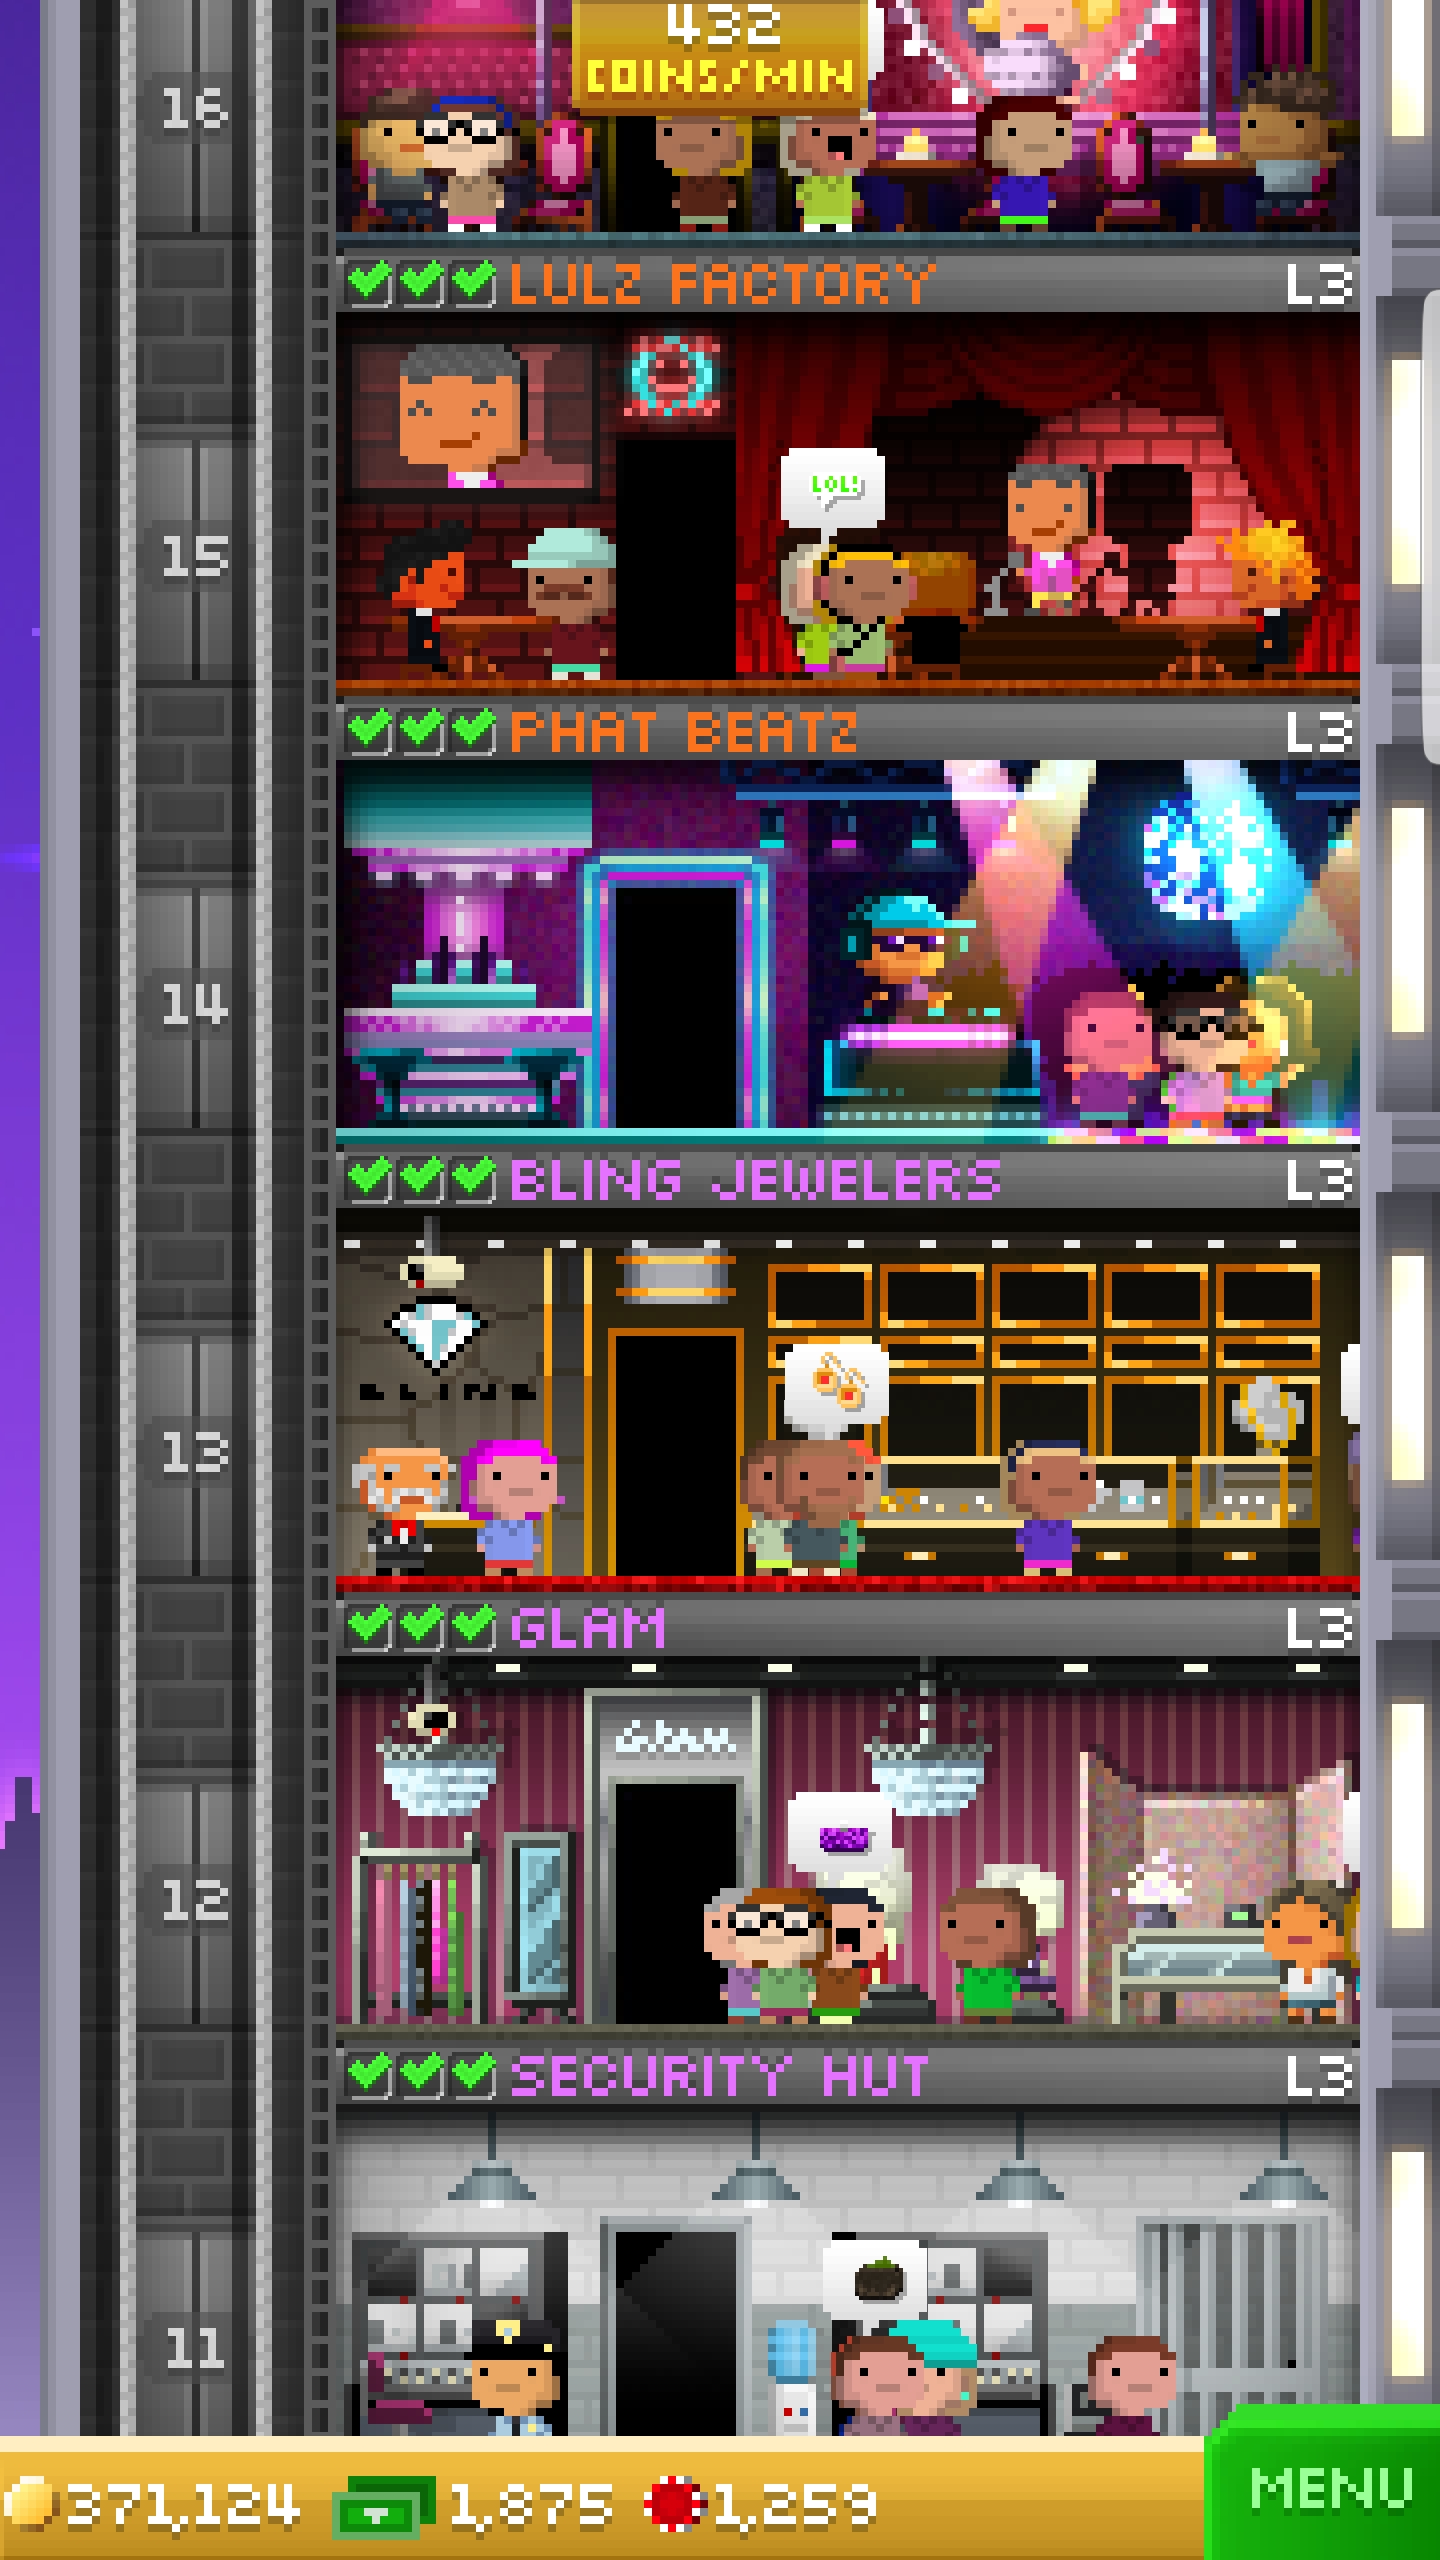 432
COINS/MIN
16
LULZ FACTORY L3
LOL!
15
PHAT BEATZ L3
14
BLING JEWELERS L3
BLING
13
GLAM L3
Glam
12
SECURITY HUT L3
11
371,124 1,875 1,259
MENU